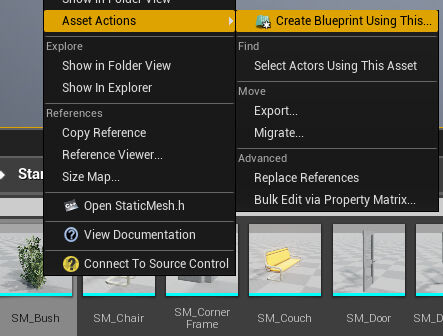 Show in Folder View
Asset Actions
Explore
Show in Folder View
Show In Explorer
References
Copy Reference
Reference Viewer...
Size Map...
Open StaticMesh.h
View Documentation
Connect To Source Control
Create Blueprint Using This...
Find
Select Actors Using This Asset
Move
Export...
Migrate...
Advanced
Replace References
Bulk Edit via Property Matrix...
Star
SM_Bush
SM_Chair
SM_Corner
Frame
SM_Couch
SM_Door
SM_D